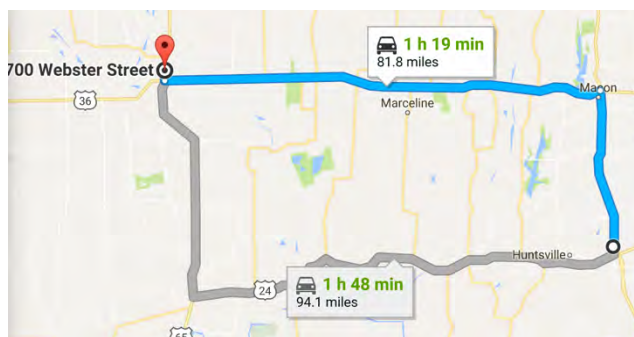 1 h 19 min
81.8 miles
700 Webster Street
36
Macon
Marceline
Huntsville
1 h 48 min
94.1 miles
24
65